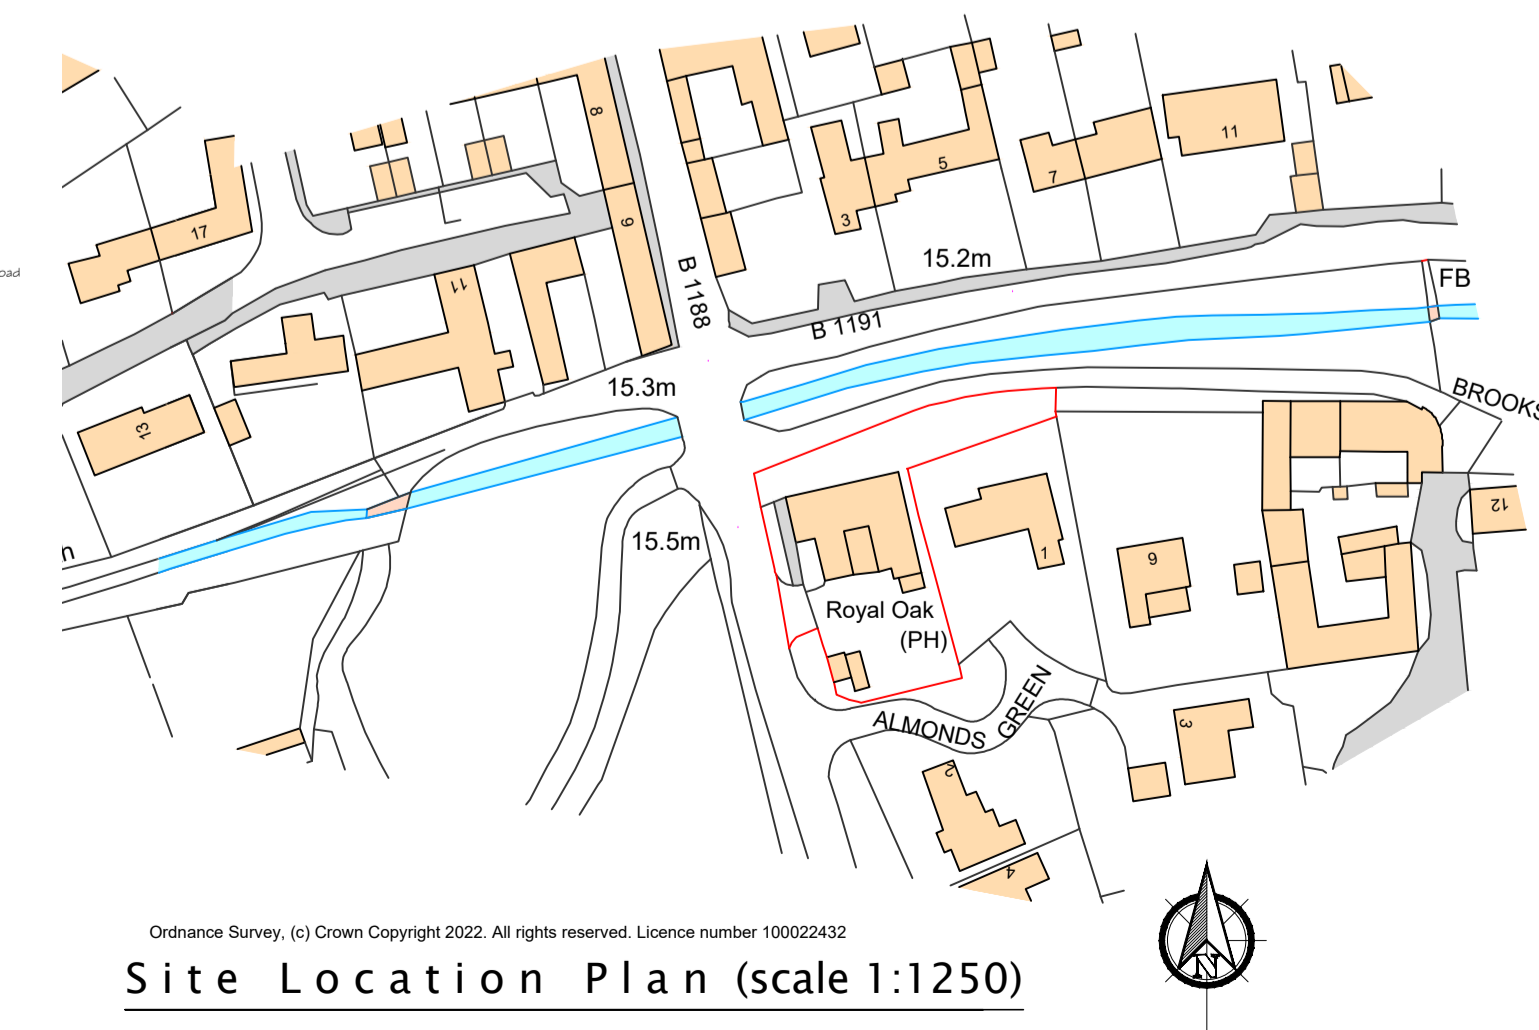 8
11
5
7
3
17
oad
9
15.2m
FB
B 1188
11
B 1191
15.3m
BROOKS
13
12
15.5m
1
9
Royal Oak
(PH)
GREEN
ALMONDS
3
2
4
N
Ordnance Survey, (c) Crown Copyright 2022. All rights reserved. Licence number 100022432
Site Location Plan (scale 1:1250)